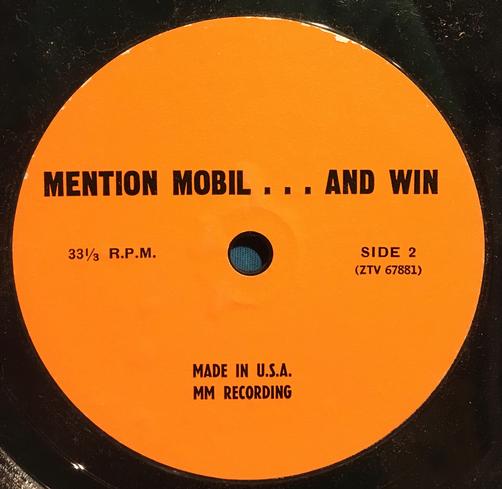 MENTION MOBIL . . . AND WIN
33⅓ R.P.M.
SIDE 2
(ZTV 67881)
MADE IN U.S.A.
MM RECORDING